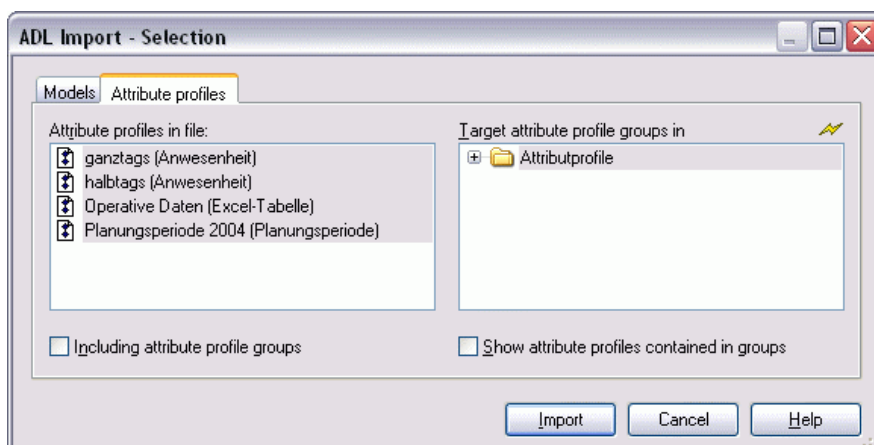 ADL Import - Selection
Models
Attribute profiles
Attribute profiles in file:
ganztags (Anwesenheit)
halbtags (Anwesenheit)
Operative Daten (Excel-Tabelle)
Planungsperiode 2004 (Planungsperiode)
Including attribute profile groups
Target attribute profile groups in
Attributprofile
Show attribute profiles contained in groups
Import
Cancel
Help